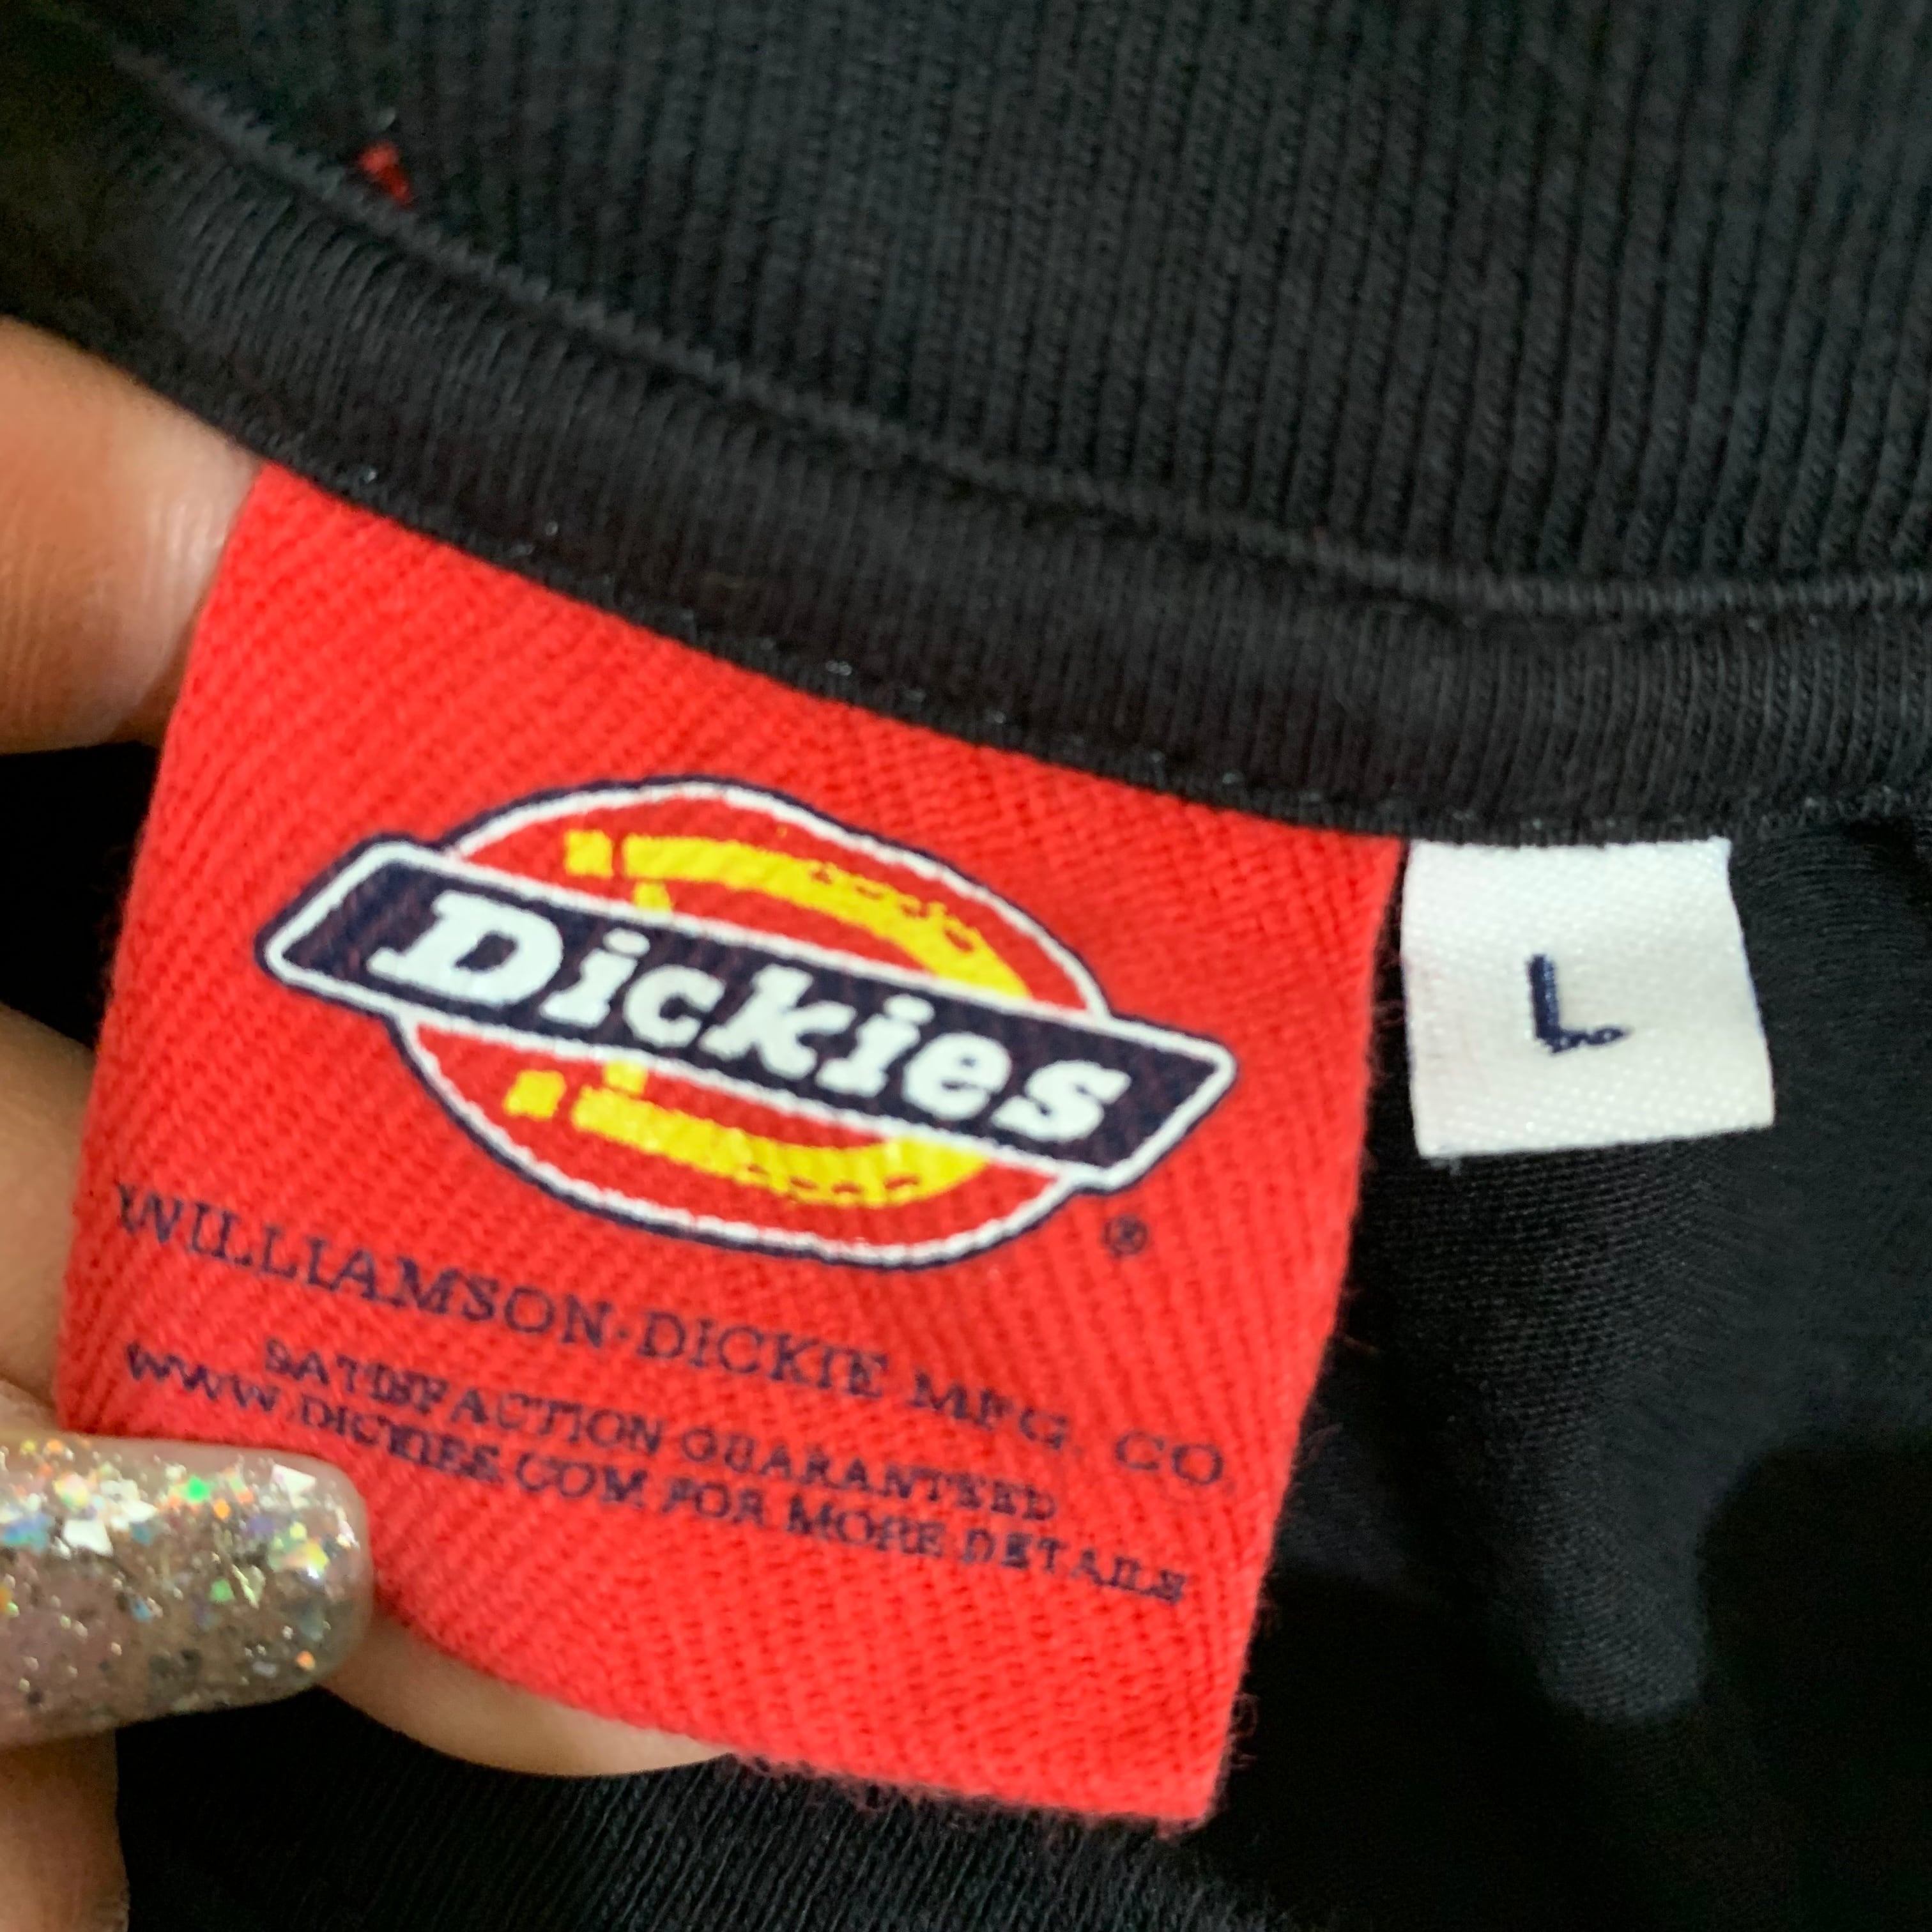 Dickies
®
L
WILLIAMSON-DICKIE MFG. CO.
SATISFACTION GUARANTEED
WWW.DICKIES.COM FOR MORE DETAILS